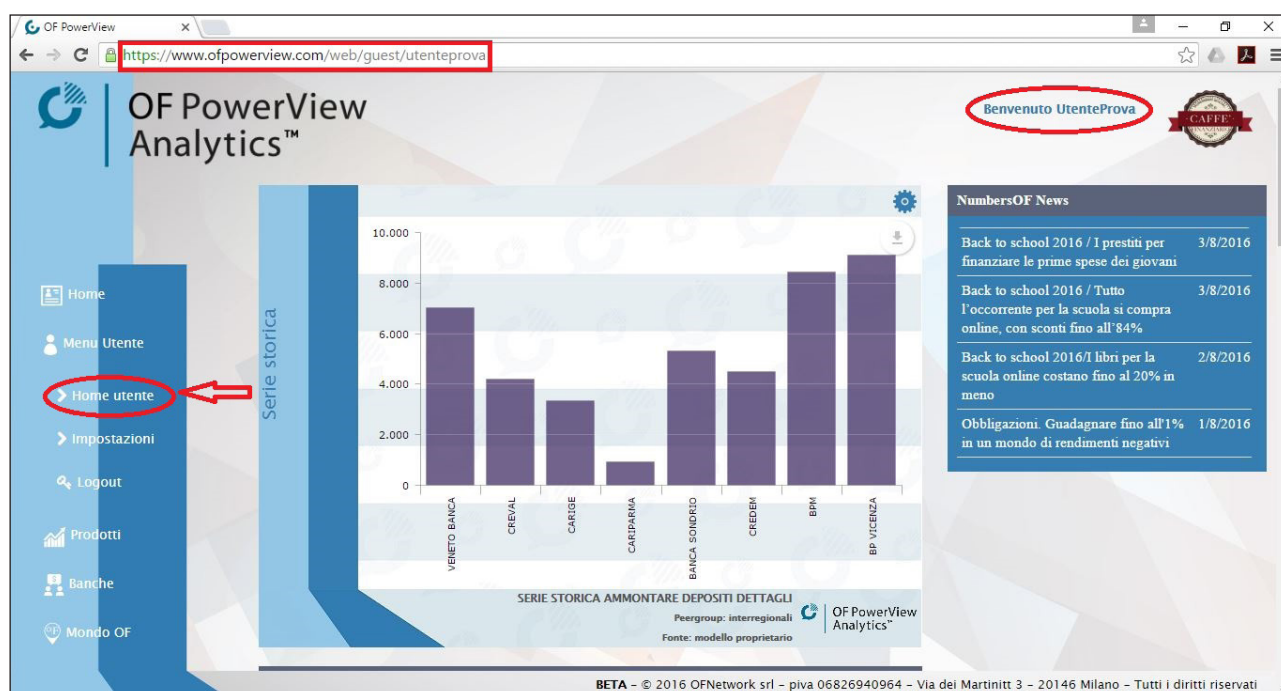 OF PowerView
https://www.ofpowerview.com/web/guest/utenteprova
OF PowerView
Analytics™
Benvenuto UtenteProva
CAFFE'
FINANZIARIO
Home
Menu Utente
Home utente
Impostazioni
Logout
Prodotti
Banche
Mondo OF
Serie storica
10.000
8.000
6.000
4.000
2.000
0
VENETO BANCA
CREVAL
CARIGE
CARIPARMA
BANCA SONDRIO
CREDEM
BPM
BP VICENZA
SERIE STORICA AMMONTARE DEPOSITI DETTAGLI
Peergroup: interregionali
Fonte: modello proprietario
OF PowerView
Analytics™
NumbersOF News
Back to school 2016 / I prestiti per
finanziare le prime spese dei giovani
3/8/2016
Back to school 2016 / Tutto
l'occorrente per la scuola si compra
online, con sconti fino all'84%
3/8/2016
Back to school 2016/I libri per la
scuola online costano fino al 20% in
meno
2/8/2016
Obbligazioni. Guadagnare fino all'1%
in un mondo di rendimenti negativi
1/8/2016
BETA – © 2016 OFNetwork srl – piva 06826940964 – Via dei Martinitt 3 – 20146 Milano – Tutti i diritti riservati